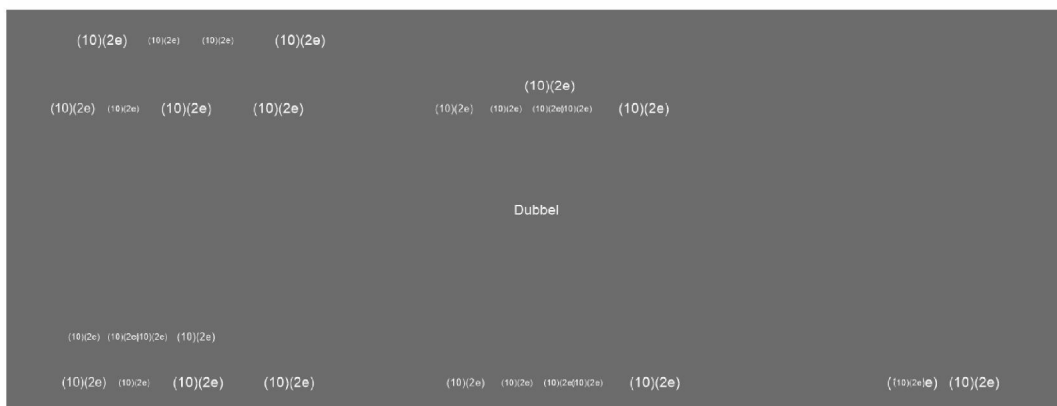 (10)(2e) (10)(2e) (10)(2e) (10)(2e)
(10)(2e)
(10)(2e) (10)(2e) (10)(2e) (10)(2e) (10)(2e) (10)(2e) (10)(2e)(10)(2e) (10)(2e)
Dubbel
(10)(2e) (10)(2e)(10)(2e) (10)(2e)
(10)(2e) (10)(2e) (10)(2e) (10)(2e) (10)(2e) (10)(2e) (10)(2e)(10)(2e) (10)(2e) (10)(2e) (10)(2e)